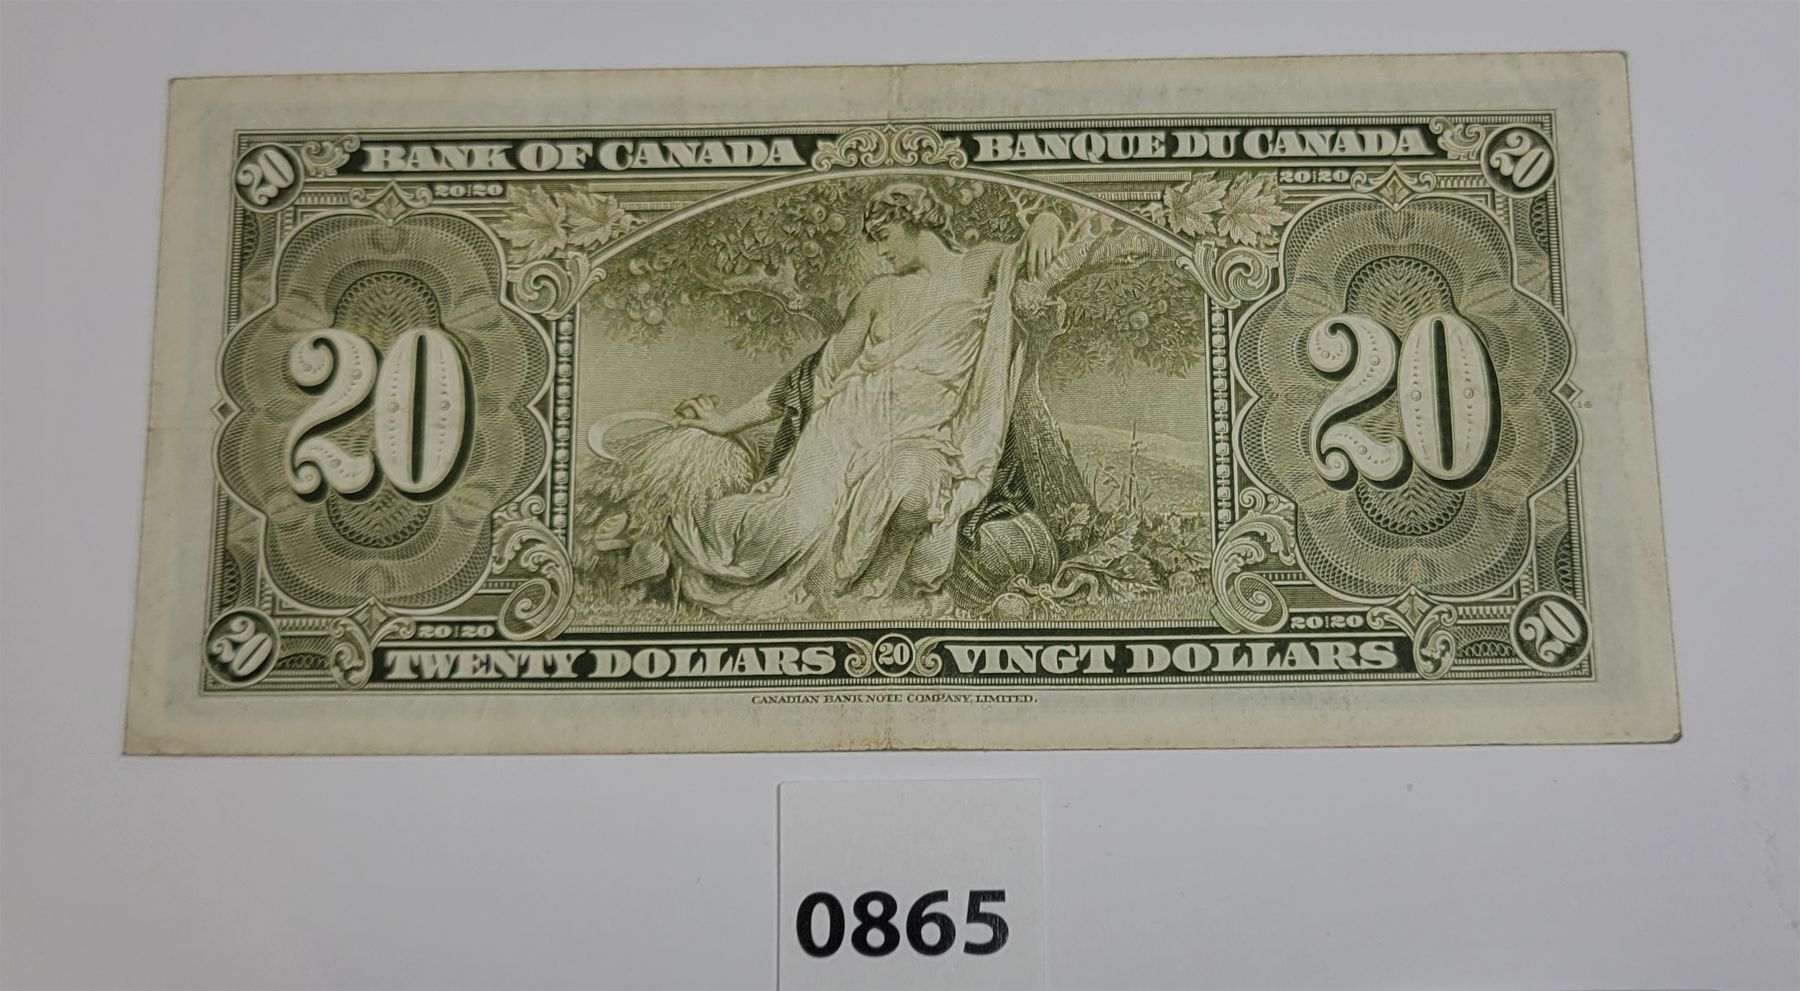 BANK OF CANADA BANQUE DU CANADA
20 20
20 20 20 20
20 20
20 20 20 20
20 20
TWENTY DOLLARS 20 VINGT DOLLARS
CANADIAN BANK NOTE COMPANY, LIMITED.
0865